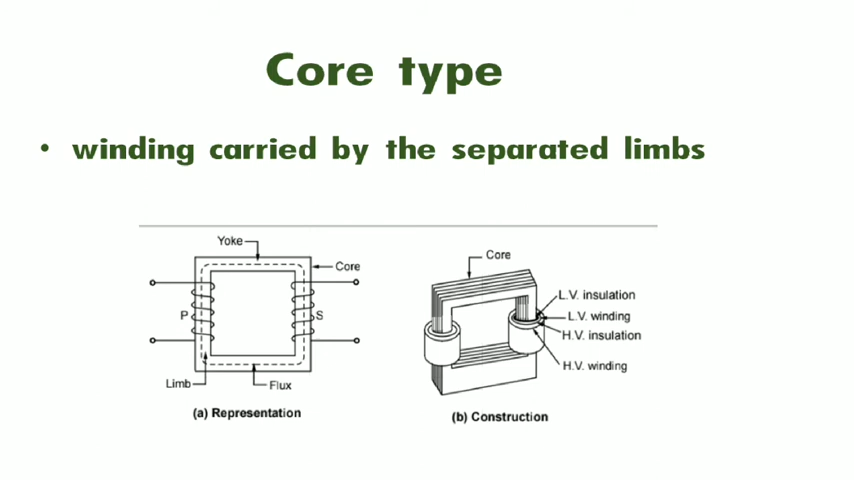 Core type
• winding carried by the separated limbs
Yoke
Core
P
S
Limb
Flux
(a) Representation
Core
L.V. insulation
L.V. winding
H.V. insulation
H.V. winding
(b) Construction